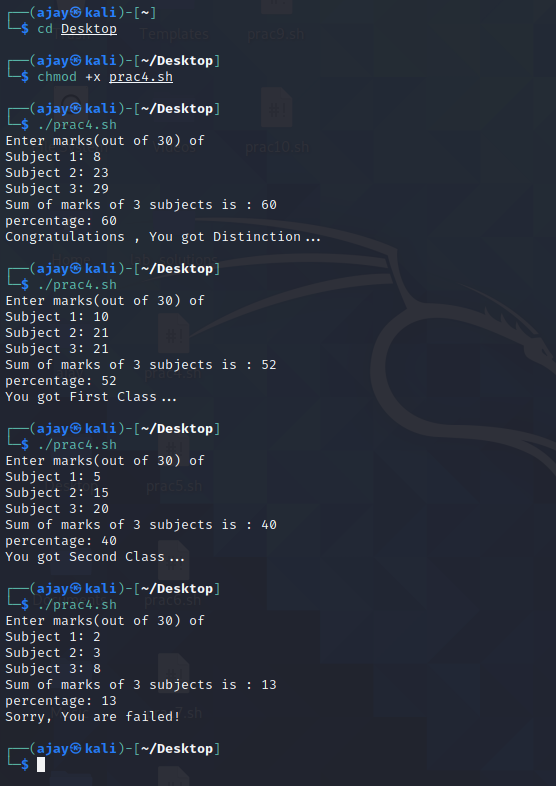 ┌──(ajay㉿kali)-[~]
└─$ cd Desktop
Templates
prac9.sh
┌──(ajay㉿kali)-[~/Desktop]
└─$ chmod +x prac4.sh
┌──(ajay㉿kali)-[~/Desktop]
└─$ ./prac4.sh
Enter marks(out of 30) of
prac10.sh
Subject 1: 8
Subject 2: 23
Subject 3: 29
Sum of marks of 3 subjects is : 60
percentage: 60
Congratulations , You got Distinction...
┌──(ajay㉿kali)-[~/Desktop]
└─$ ./prac4.sh
Enter marks(out of 30) of
Subject 1: 10
Subject 2: 21
Subject 3: 21
Sum of marks of 3 subjects is : 52
percentage: 52
You got First Class...
┌──(ajay㉿kali)-[~/Desktop]
└─$ ./prac4.sh
Enter marks(out of 30) of
Subject 1: 5
Subject 2: 15
prac5.sh
Subject 3: 20
Sum of marks of 3 subjects is : 40
percentage: 40
You got Second Class...
┌──(ajay㉿kali)-[~/Desktop]
└─$ ./prac4.sh
Enter marks(out of 30) of
Subject 1: 2
Subject 2: 3
Subject 3: 8
Sum of marks of 3 subjects is : 13
percentage: 13
Sorry, You are failed!
┌──(ajay㉿kali)-[~/Desktop]
└─$